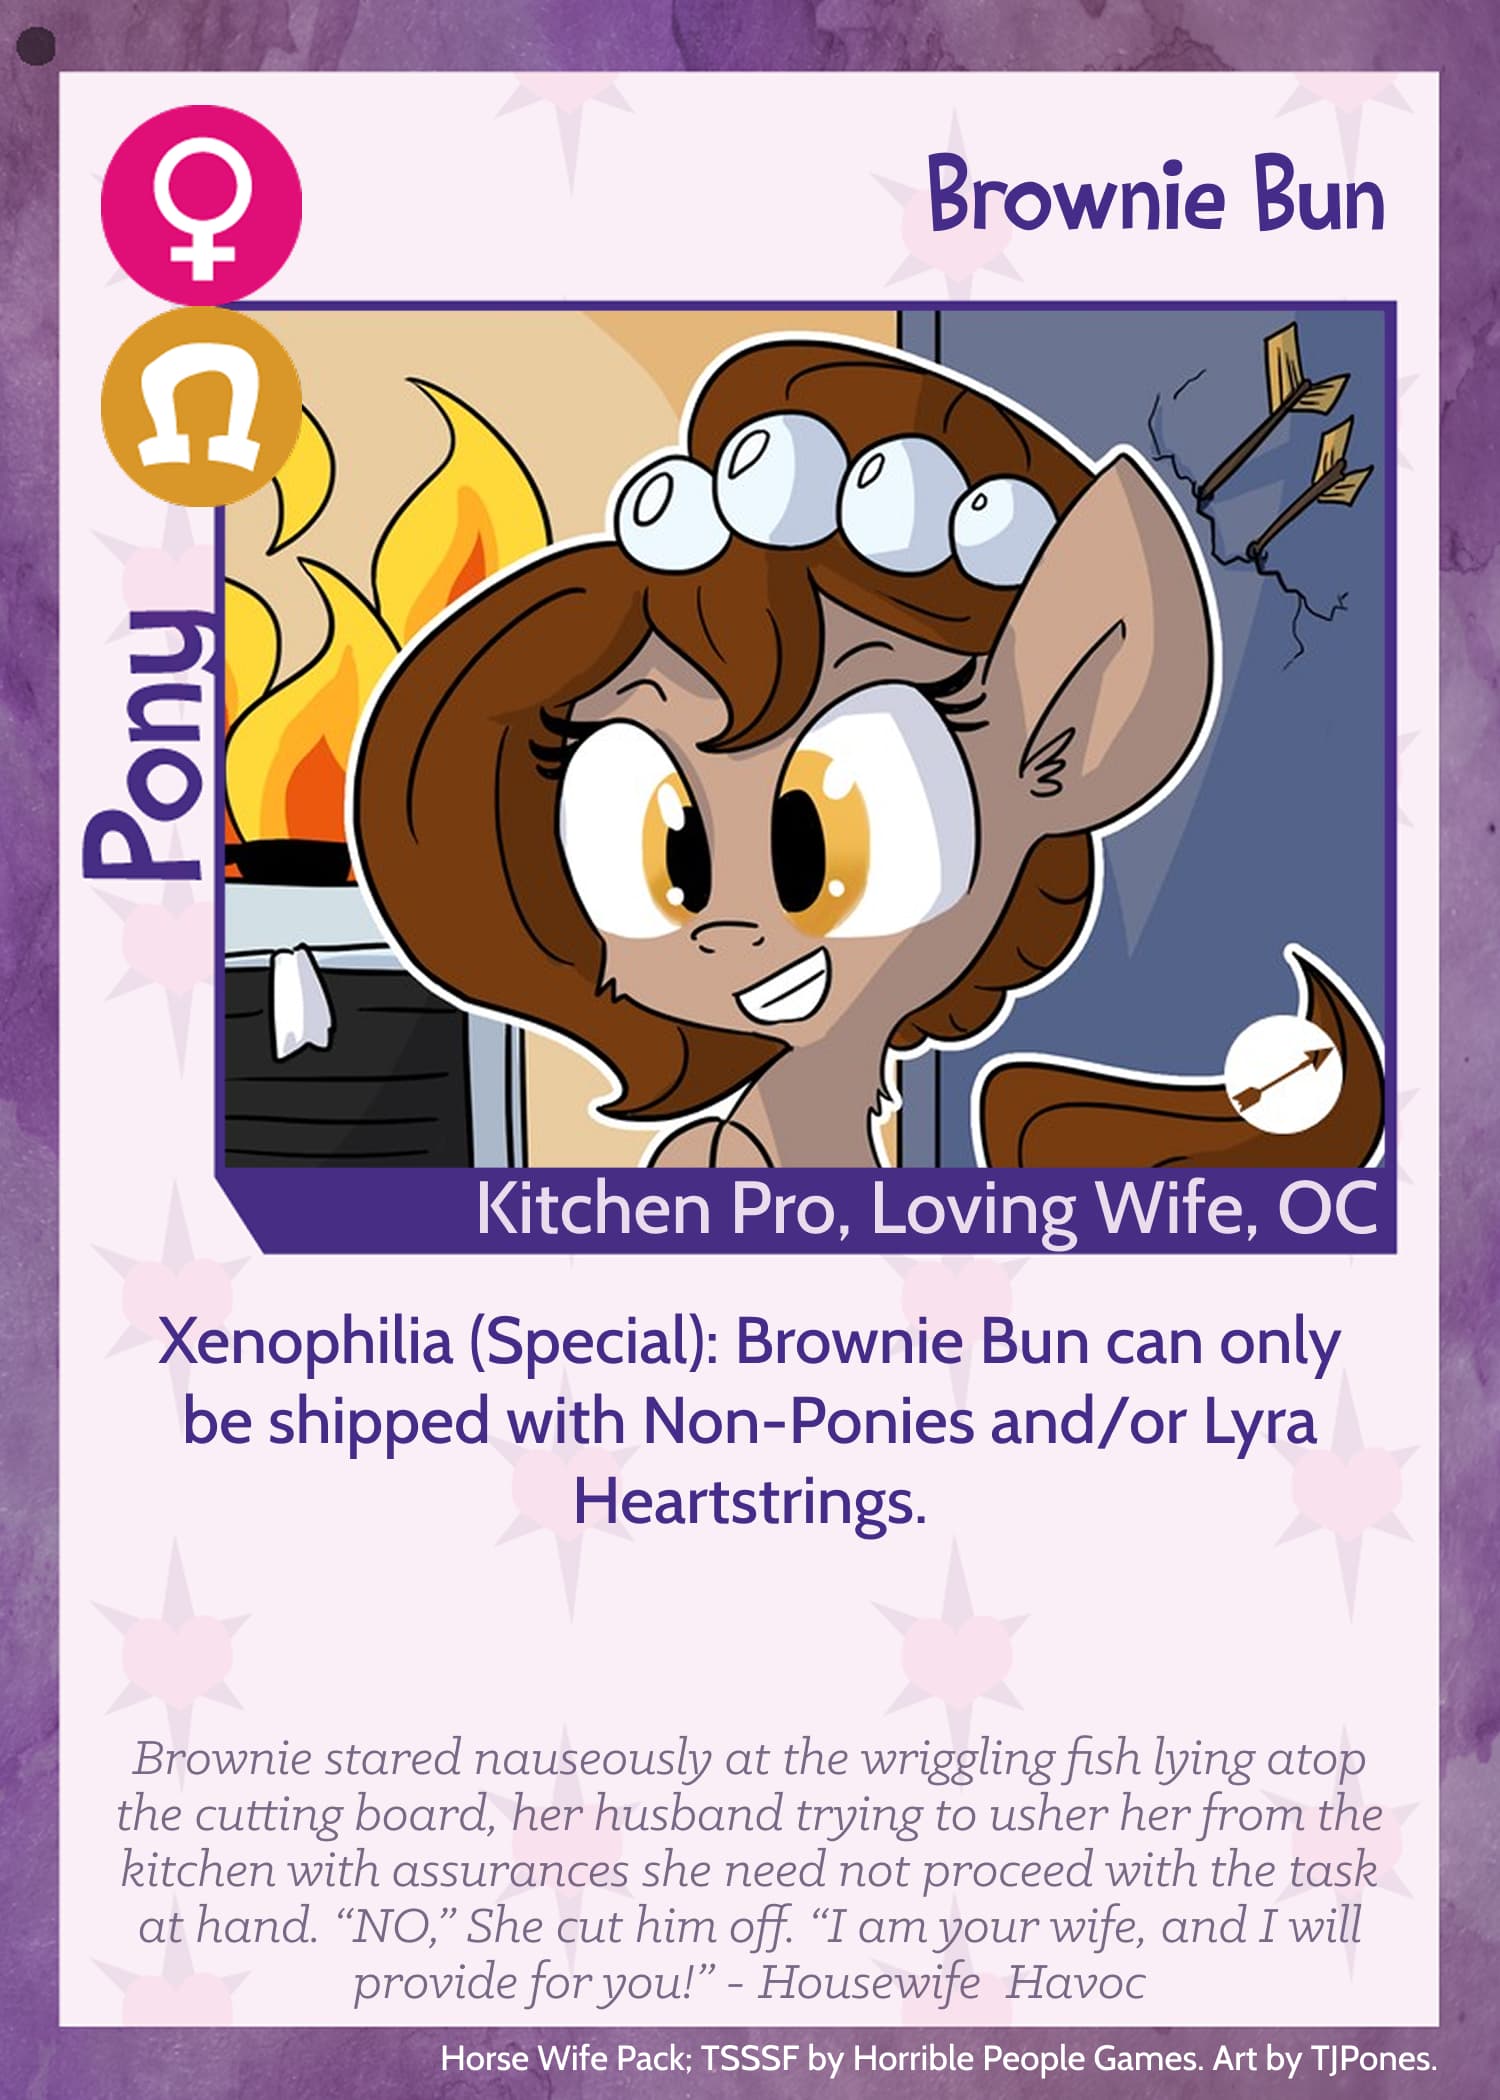 Brownie Bun
Pony
Kitchen Pro, Loving Wife, OC
Xenophilia (Special): Brownie Bun can only
be shipped with Non-Ponies and/or Lyra
Heartstrings.
Brownie stared nauseously at the wriggling fish lying atop
the cutting board, her husband trying to usher her from the
kitchen with assurances she need not proceed with the task
at hand. “NO,” She cut him off. “I am your wife, and I will
provide for you!” - Housewife  Havoc
Horse Wife Pack; TSSSF by Horrible People Games. Art by TJPones.